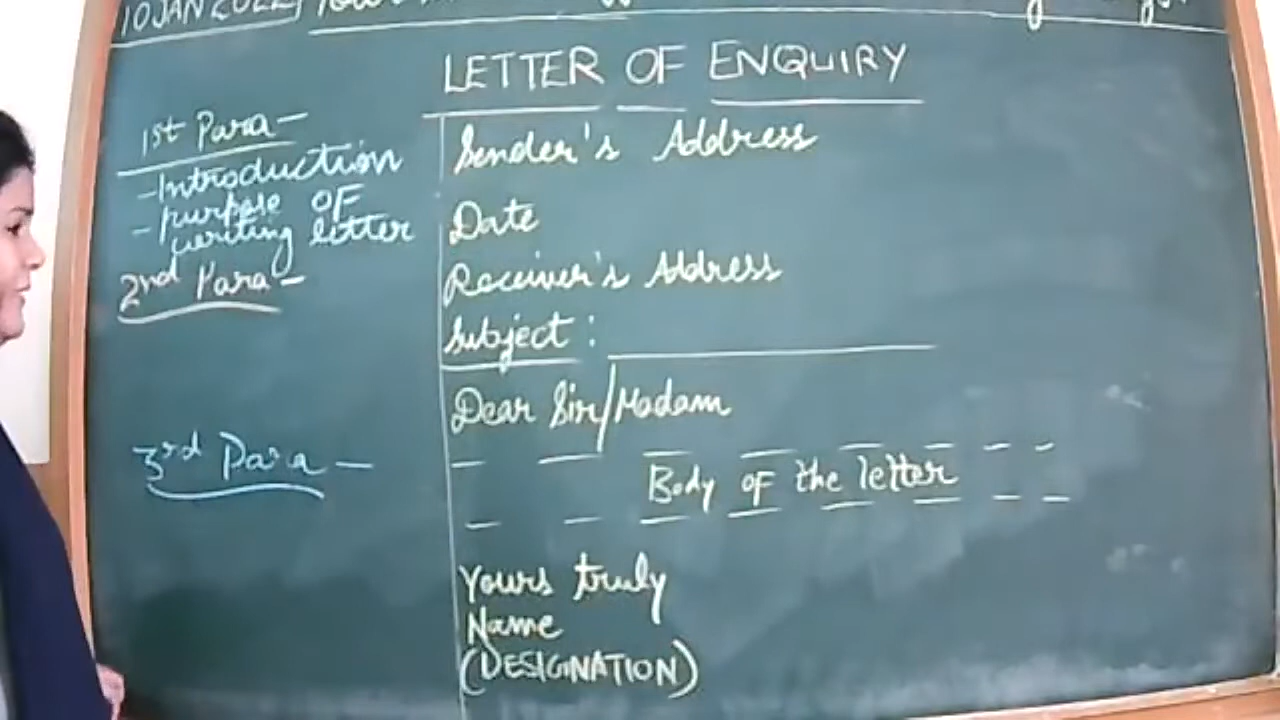 10 JAN 2022
LETTER OF ENQUIRY
1st Para -
- Introduction
- purpose OF
- writing letter
2nd Para -
3rd Para -
Sender's Address
Date
Receiver's Address
Subject :
Dear Sir/Madam
Body OF the letter
Yours truly
Name
(DESIGNATION)